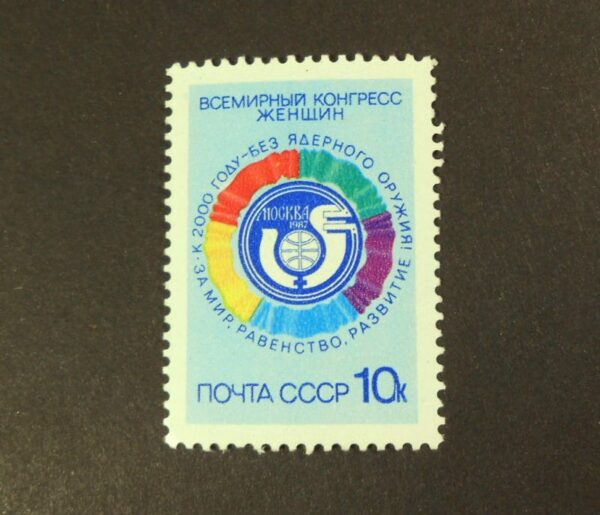 ВСЕМИРНЫЙ КОНГРЕСС
ЖЕНЩИН
К 2000 ГОДУ-БЕЗ ЯДЕРНОГО ОРУЖИЯ!
ЗА МИР, РАВЕНСТВО, РАЗВИТИЕ!
МОСКВА
1987
ПОЧТА СССР 10к